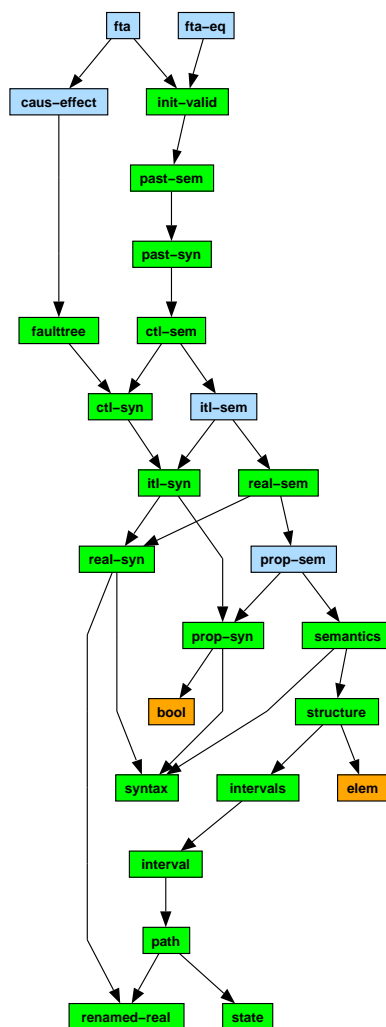 fta
fta–eq
caus–effect
init–valid
past–sem
past–syn
faulttree
ctl–sem
ctl–syn
itl–sem
itl–syn
real–sem
real–syn
prop–sem
prop–syn
semantics
bool
structure
syntax
intervals
elem
interval
path
renamed–real
state